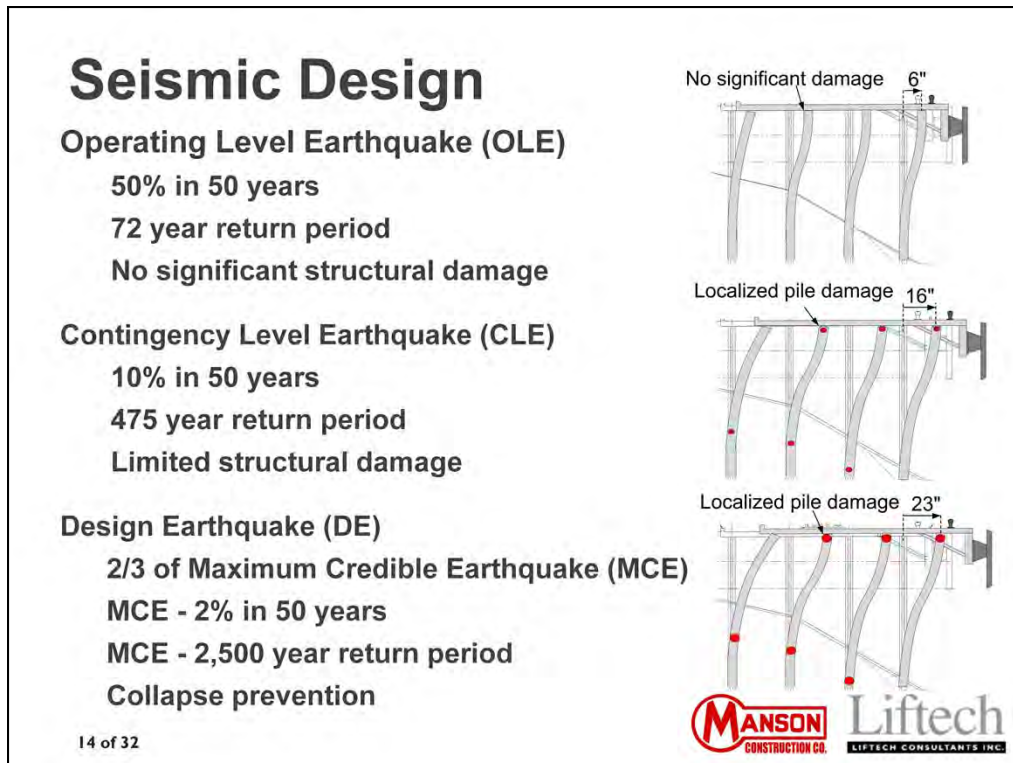 Seismic Design
Operating Level Earthquake (OLE)
50% in 50 years
72 year return period
No significant structural damage
No significant damage
6"
Contingency Level Earthquake (CLE)
10% in 50 years
475 year return period
Limited structural damage
Localized pile damage
16"
Design Earthquake (DE)
2/3 of Maximum Credible Earthquake (MCE)
MCE - 2% in 50 years
MCE - 2,500 year return period
Collapse prevention
Localized pile damage
23"
14 of 32
MANSON
CONSTRUCTION CO.
Liftech
LIFTECH CONSULTANTS INC.